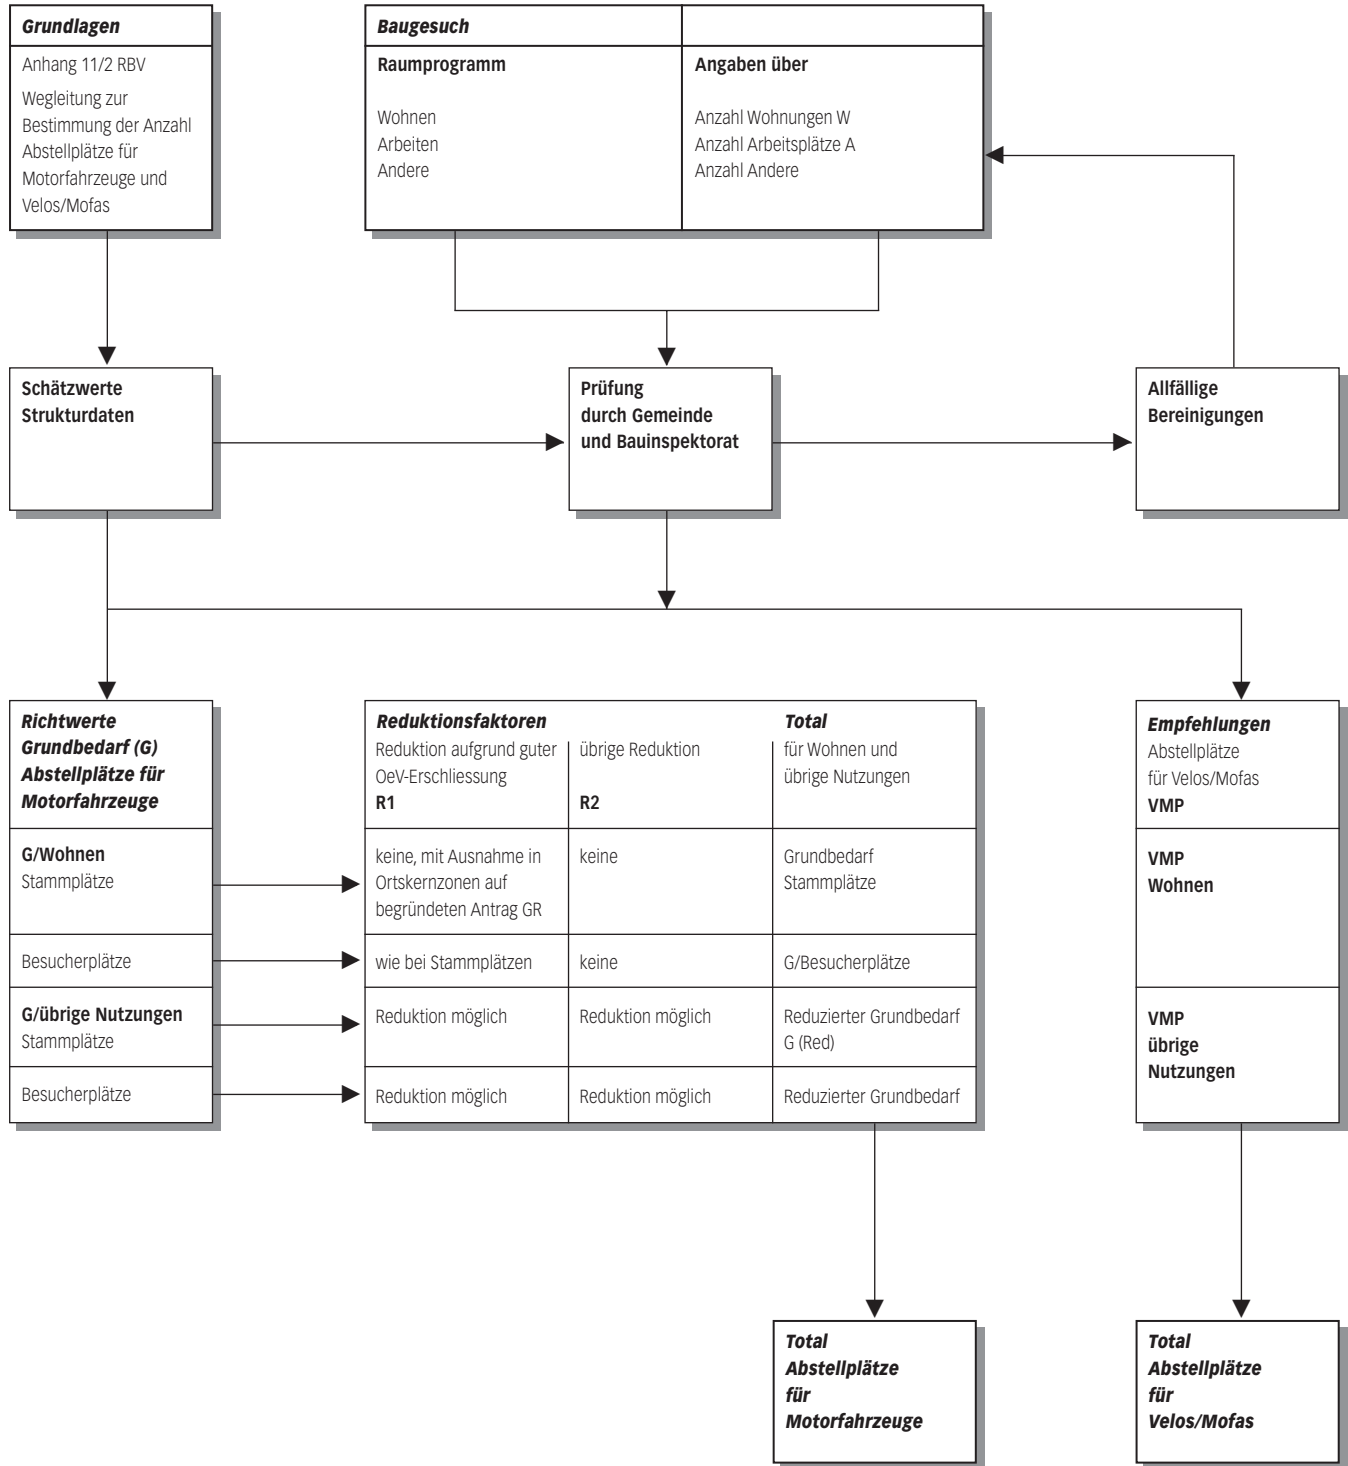 Grundlagen
Anhang 11/2 RBV
Wegleitung zur
Bestimmung der Anzahl
Abstellplätze für
Motorfahrzeuge und
Velos/Mofas
Baugesuch
Raumprogramm
Wohnen
Arbeiten
Andere
Angaben über
Anzahl Wohnungen W
Anzahl Arbeitsplätze A
Anzahl Andere
Schätzwerte
Strukturdaten
Prüfung
durch Gemeinde
und Bauinspektorat
Allfällige
Bereinigungen
Richtwerte
Grundbedarf (G)
Abstellplätze für
Motorfahrzeuge
G/Wohnen
Stammplätze
Besucherplätze
G/übrige Nutzungen
Stammplätze
Besucherplätze
Reduktionsfaktoren
Reduktion aufgrund guter
OeV-Erschliessung
R1
übrige Reduktion
R2
Total
für Wohnen und
übrige Nutzungen
keine, mit Ausnahme in
Ortskernzonen auf
begründeten Antrag GR
keine
Grundbedarf
Stammplätze
wie bei Stammplätzen
keine
G/Besucherplätze
Reduktion möglich
Reduktion möglich
Reduzierter Grundbedarf
G (Red)
Reduktion möglich
Reduktion möglich
Reduzierter Grundbedarf
Empfehlungen
Abstellplätze
für Velos/Mofas
VMP
VMP
Wohnen
VMP
übrige
Nutzungen
Total
Abstellplätze
für
Motorfahrzeuge
Total
Abstellplätze
für
Velos/Mofas